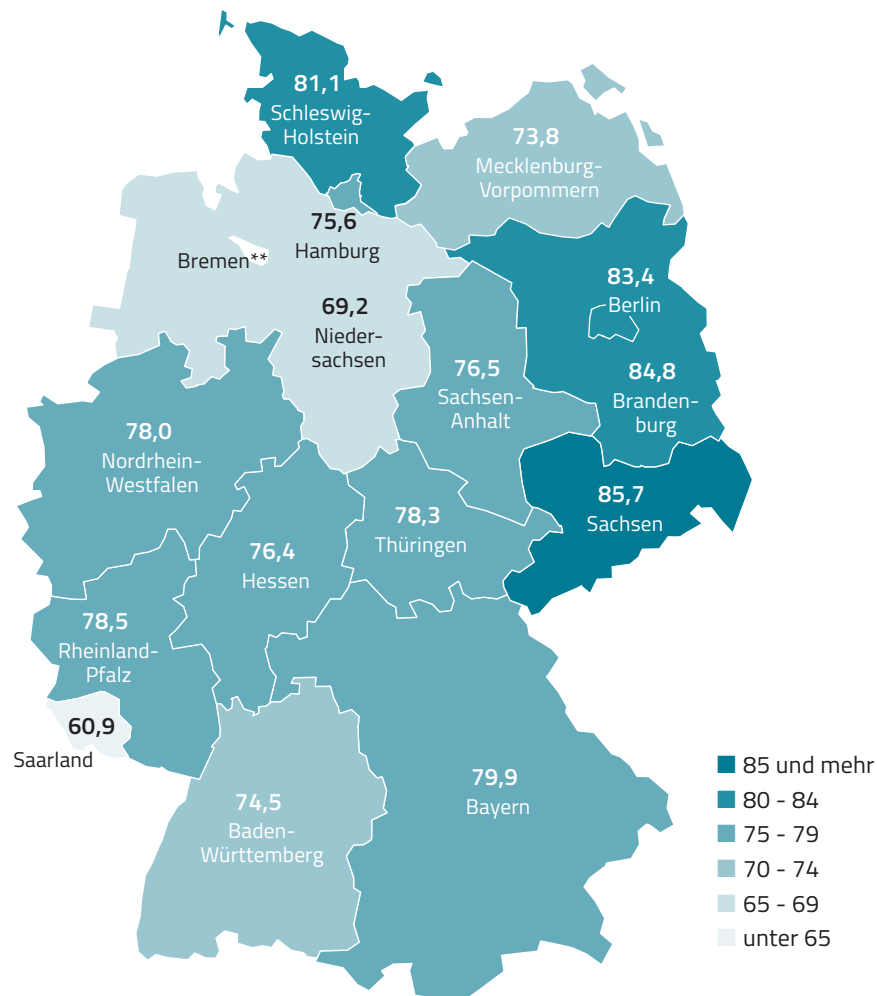 81,1
Schleswig-
Holstein
73,8
Mecklenburg-
Vorpommern
75,6
Hamburg
Bremen**
83,4
Berlin
69,2
Nieder-
sachsen
76,5
Sachsen-
Anhalt
84,8
Branden-
burg
78,0
Nordrhein-
Westfalen
85,7
Sachsen
78,3
Thüringen
76,4
Hessen
78,5
Rheinland-
Pfalz
60,9
Saarland
74,5
Baden-
Württemberg
79,9
Bayern
85 und mehr
80 - 84
75 - 79
70 - 74
65 - 69
unter 65